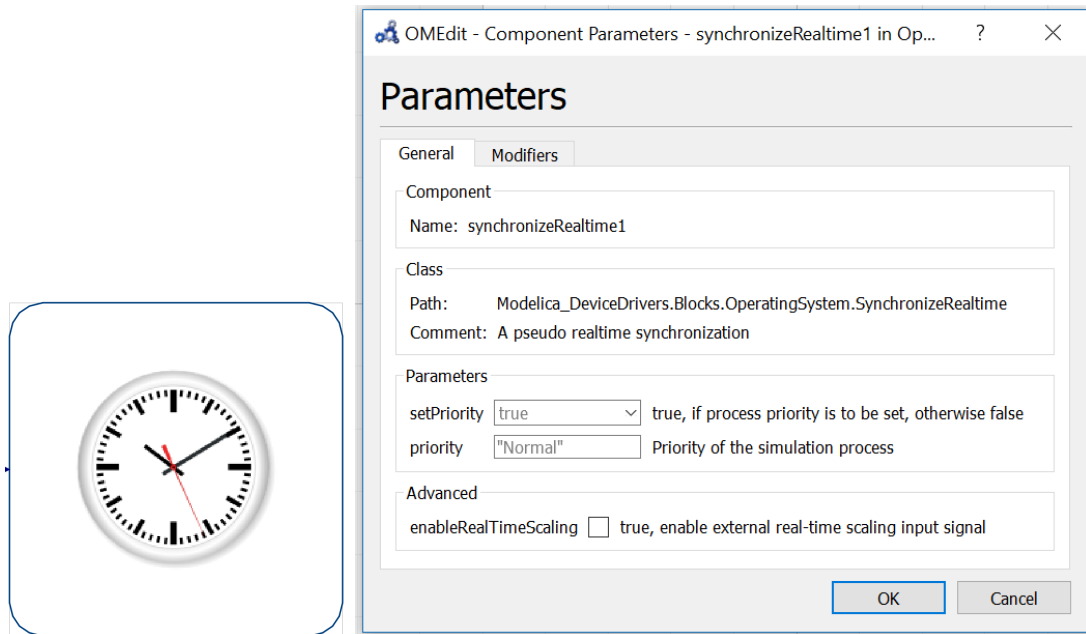 OMEdit - Component Parameters - synchronizeRealtime1 in Op... ?
Parameters
General Modifiers
Component
Name: synchronizeRealtime1
Class
Path: Modelica_DeviceDrivers.Blocks.OperatingSystem.SynchronizeRealtime
Comment: A pseudo realtime synchronization
Parameters
setPriority true true, if process priority is to be set, otherwise false
priority "Normal" Priority of the simulation process
Advanced
enableRealTimeScaling true, enable external real-time scaling input signal
OK Cancel